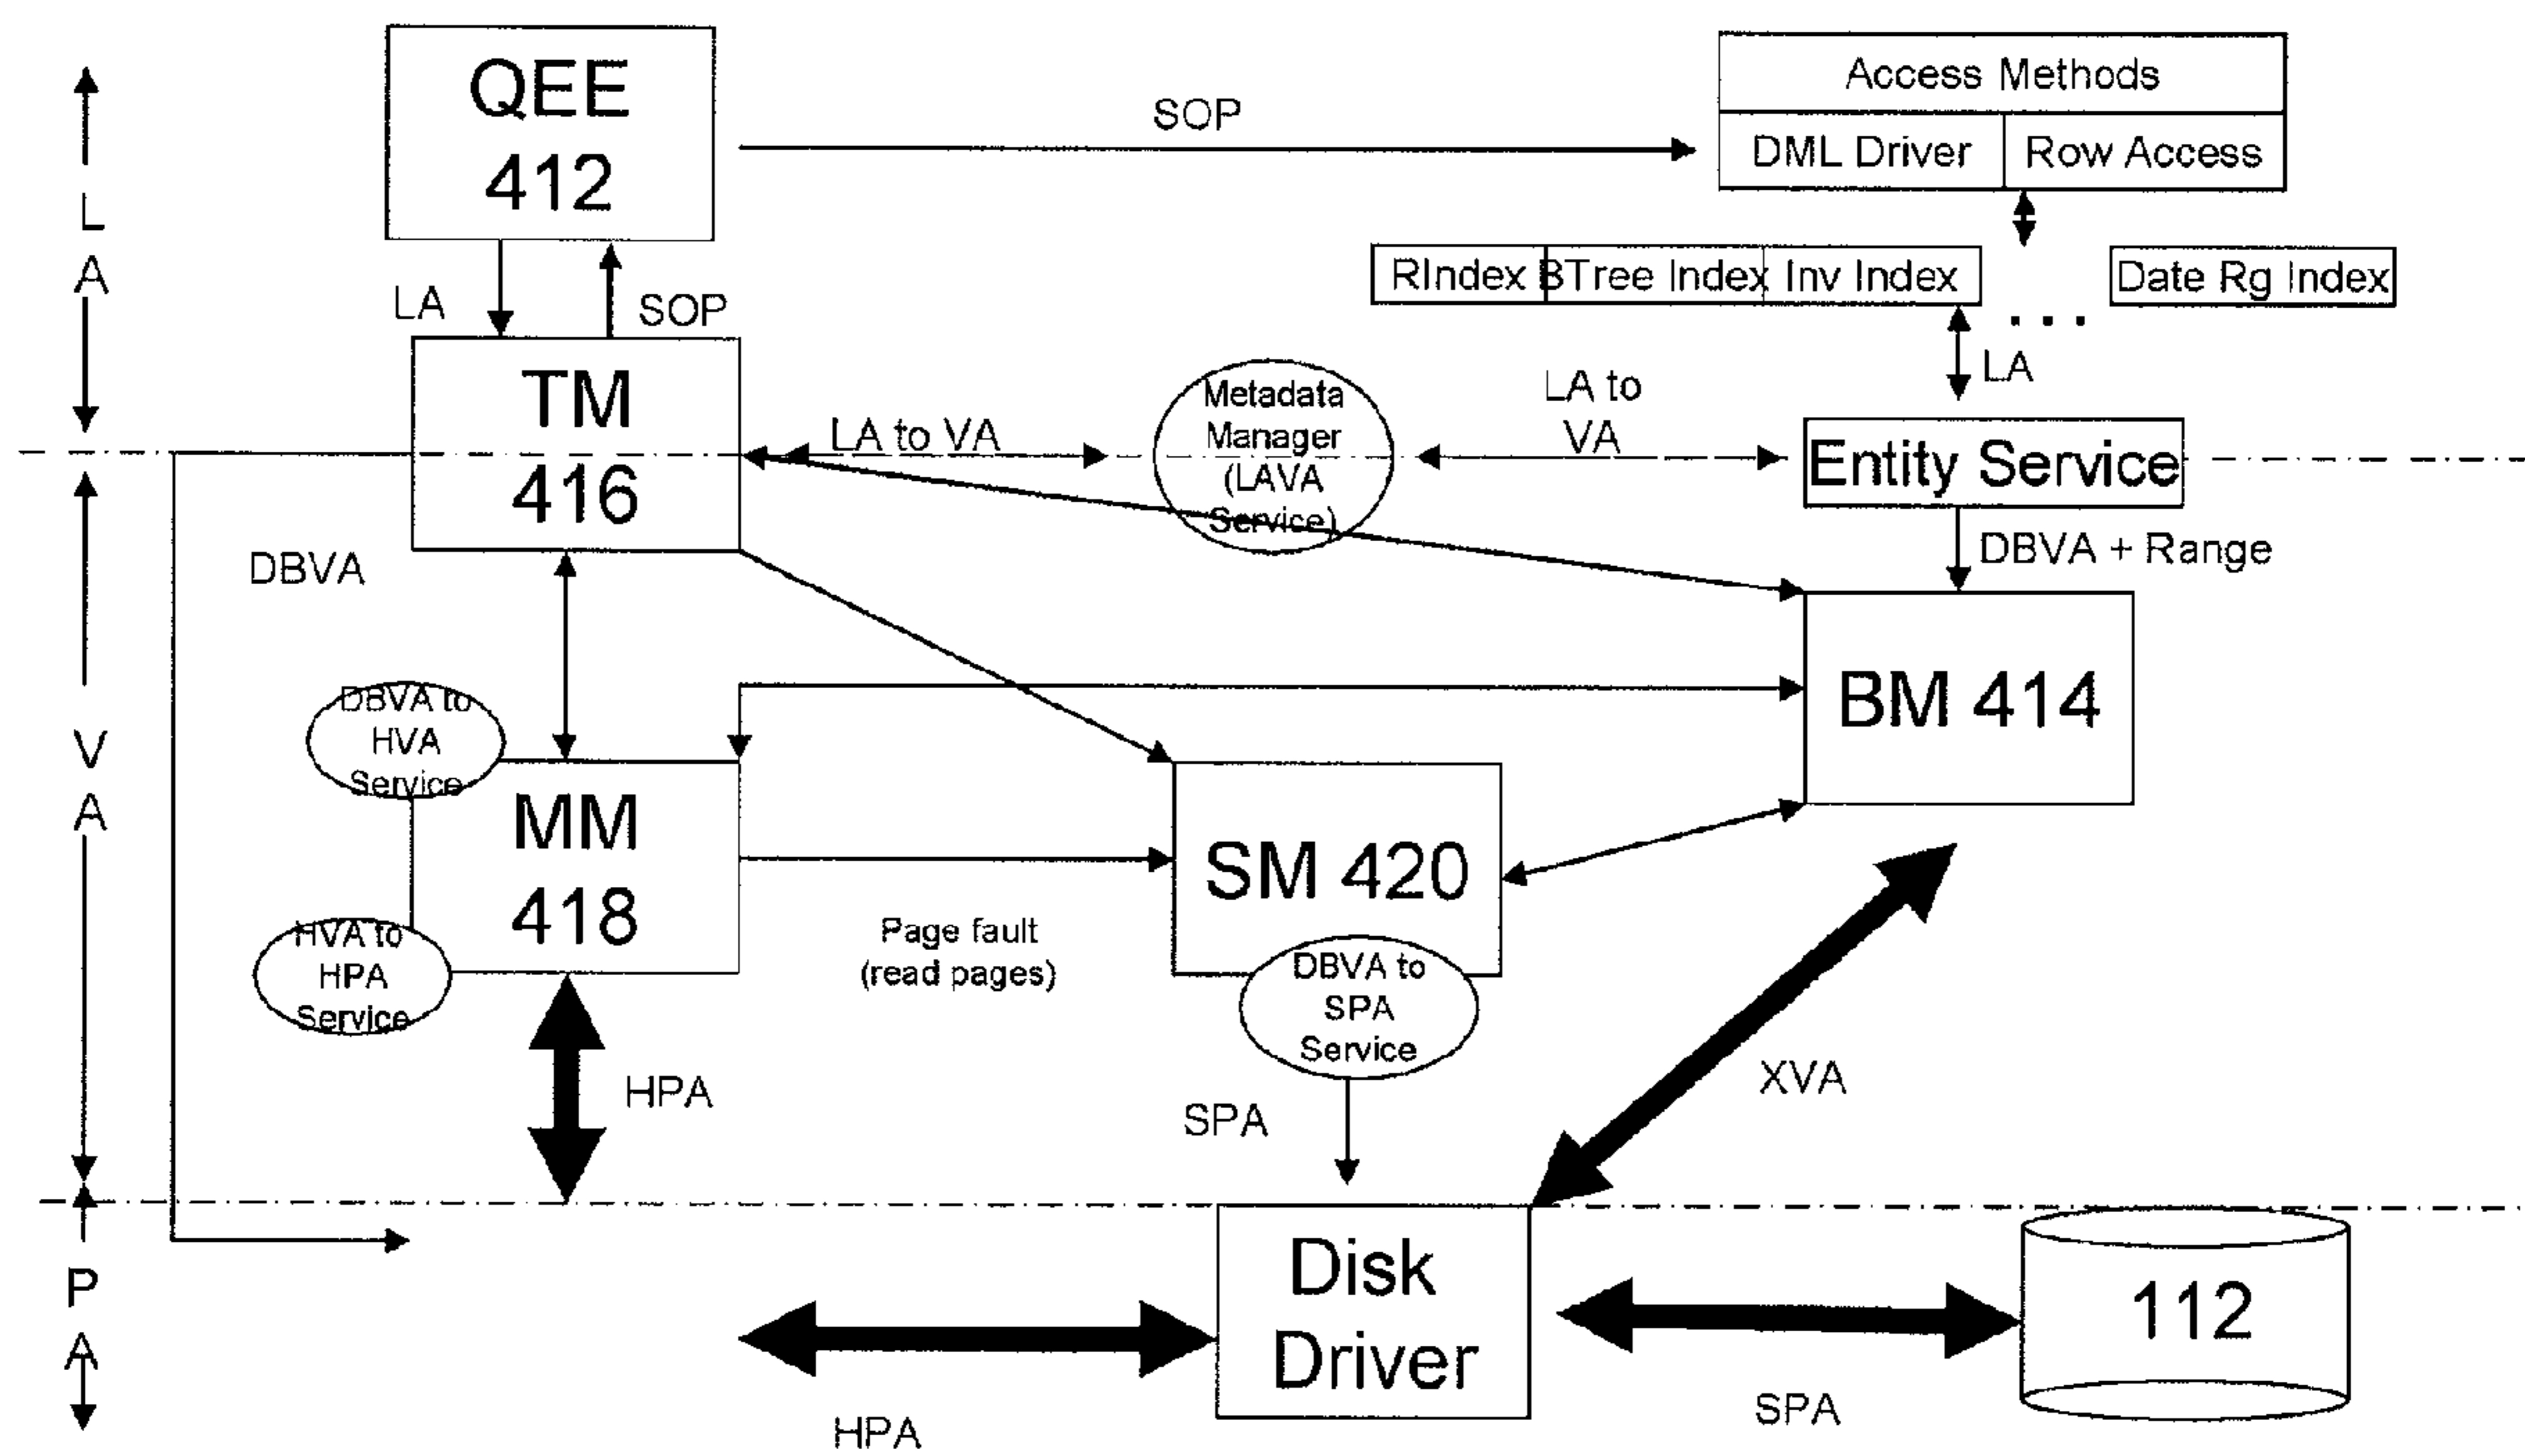 QEE
412
SOP
Access Methods
DML Driver
Row Access
RIndex
BTree Index
Inv Index
Date Rg Index
...
L
A
LA
SOP
LA
TM
416
LA to VA
Metadata
Manager
(LAVA
Service)
LA to
VA
Entity Service
DBVA
DBVA + Range
V
A
DBVA to
HVA
Service
BM 414
MM
418
SM 420
HVA to
HPA
Service
Page fault
(read pages)
DBVA to
SPA
Service
HPA
SPA
XVA
P
A
Disk
Driver
112
HPA
SPA